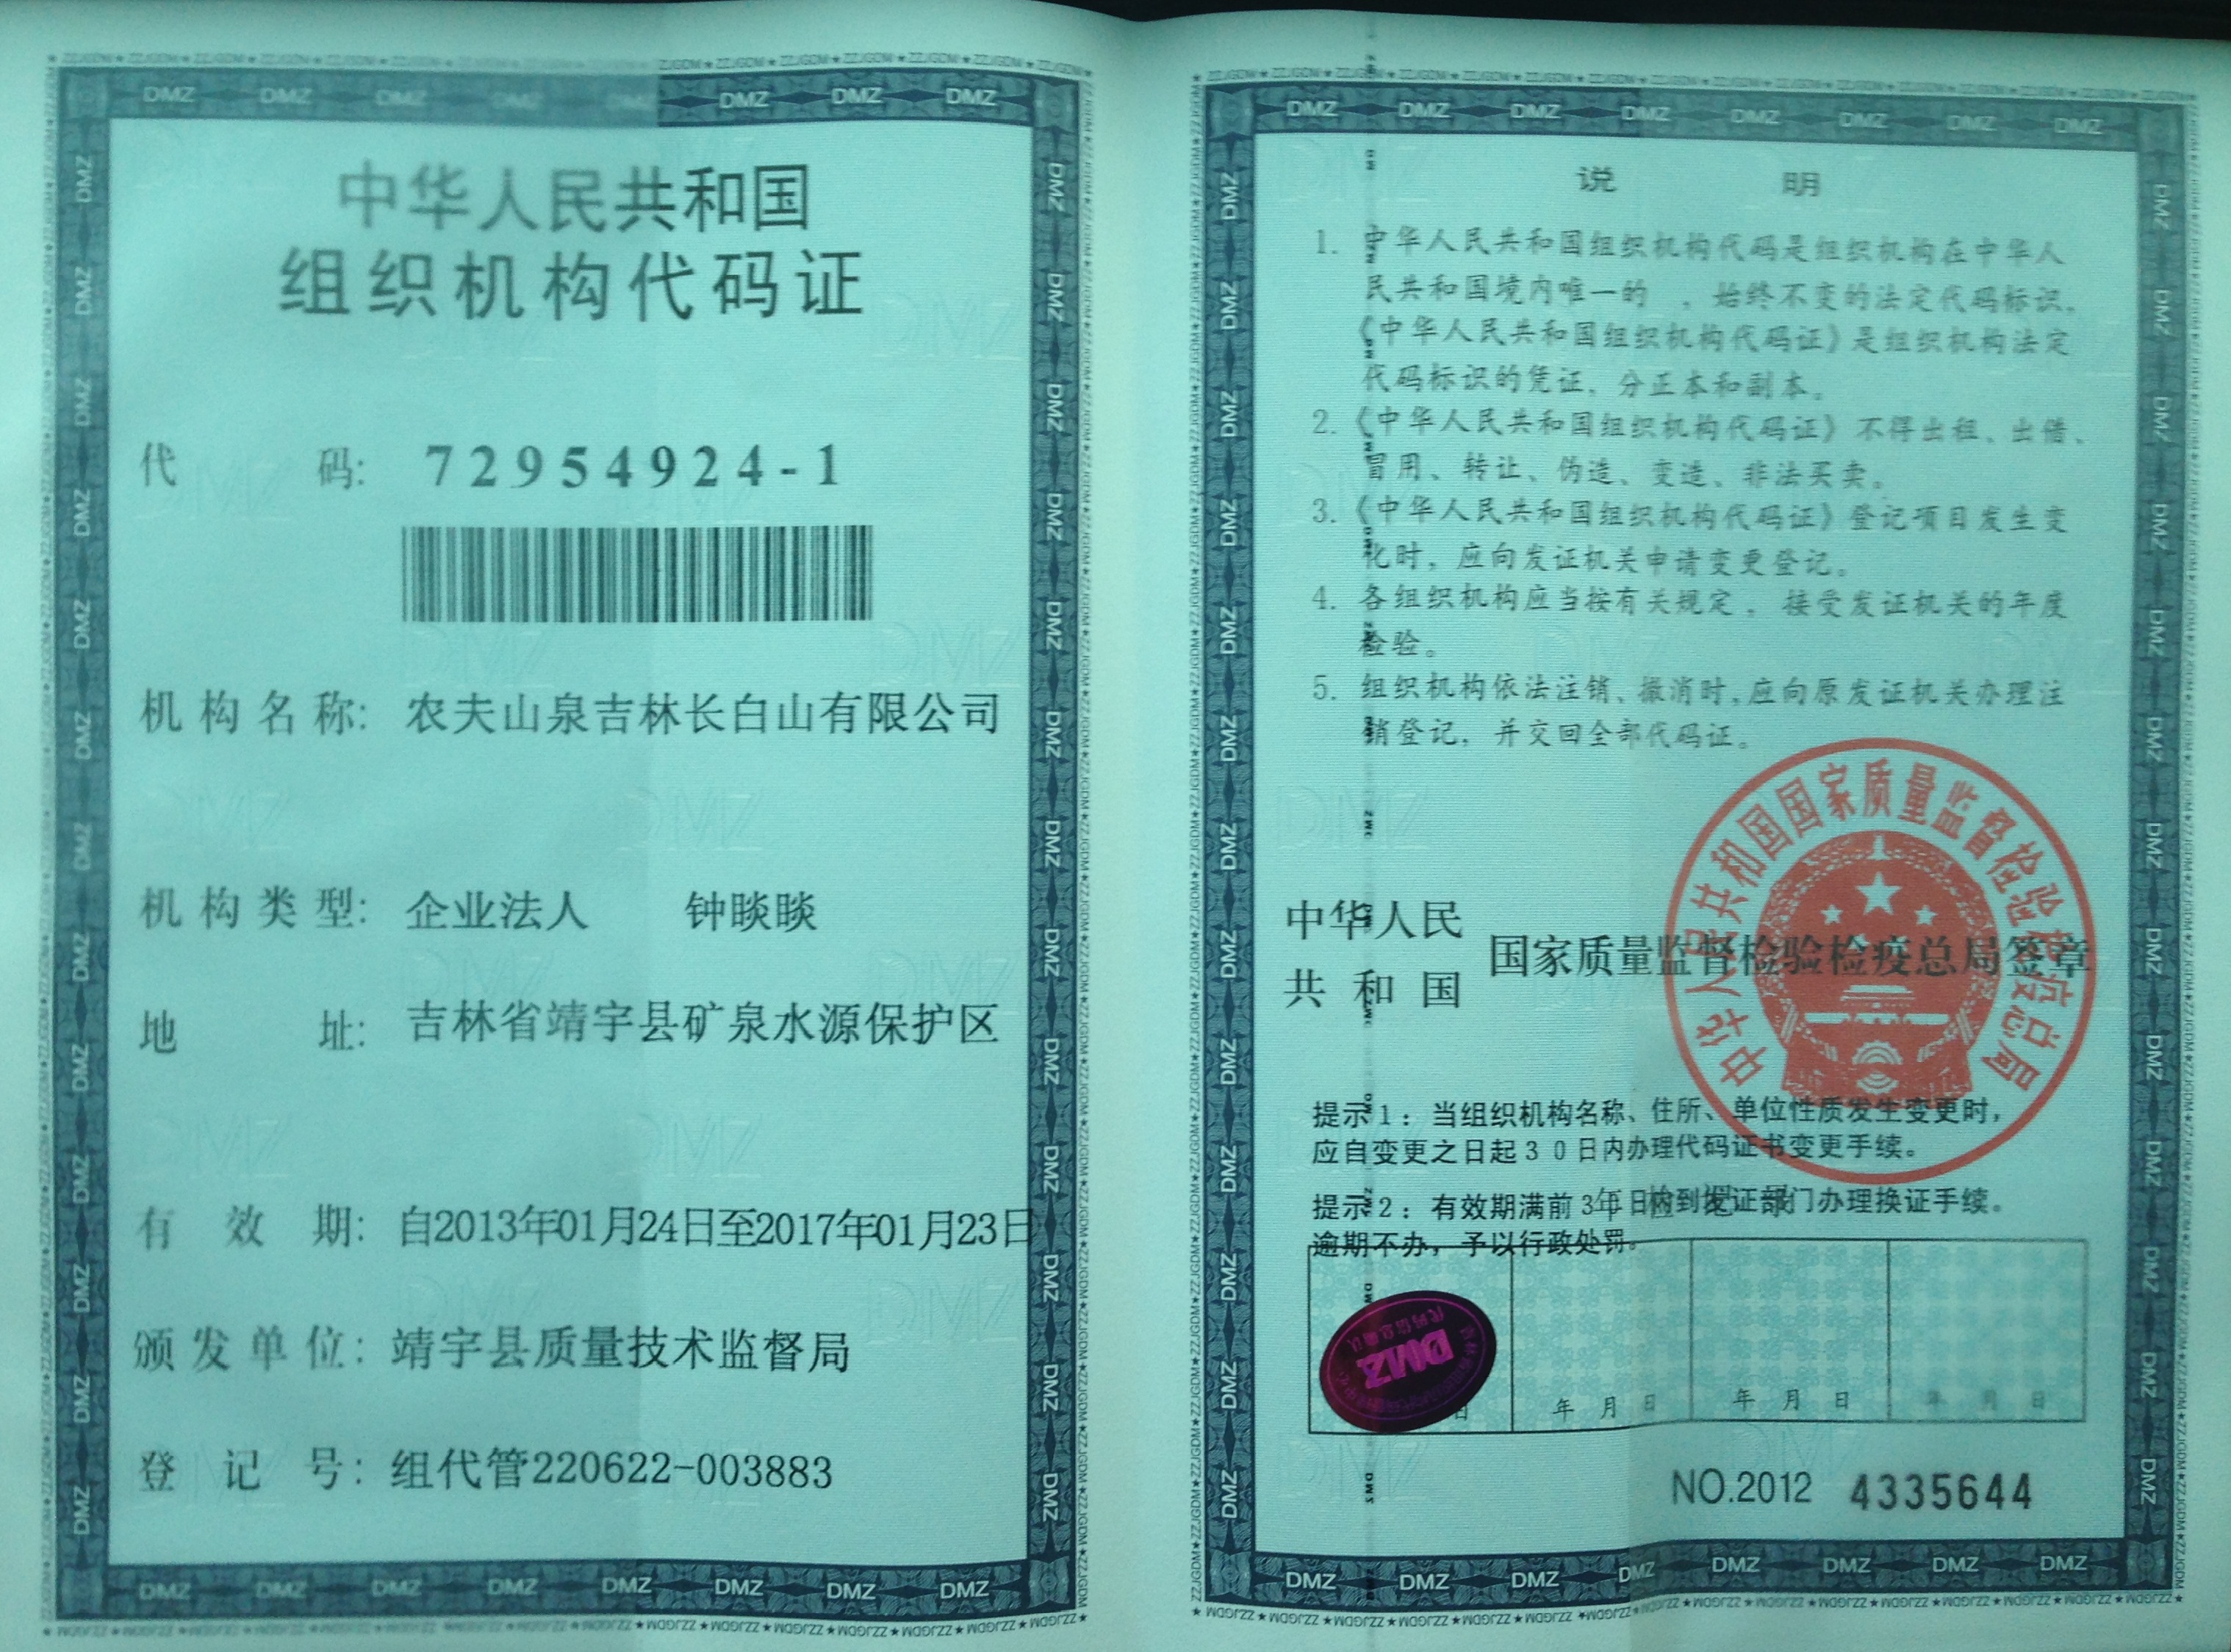 中华人民共和国
组织机构代码证
代 码: 72954924-1
机构名称: 农夫山泉吉林长白山有限公司
机构类型: 企业法人 钟睒睒
地 址: 吉林省靖宇县矿泉水源保护区
有 效 期: 自2013年01月24日至2017年01月23日
颁发单位: 靖宇县质量技术监督局
登 记 号: 组代管220622-003883
说 明
1. 中华人民共和国组织机构代码是组织机构在中华人
民共和国境内唯一的 、始终不变的法定代码标识,
《中华人民共和国组织机构代码证》是组织机构法定
代码标识的凭证,分正本和副本。
2.《中华人民共和国组织机构代码证》不得出租、出借、
冒用、转让、伪造、变造、非法买卖。
3.《中华人民共和国组织机构代码证》登记项目发生变
化时,应向发证机关申请变更登记。
4. 各组织机构应当按有关规定,接受发证机关的年度
检验。
5. 组织机构依法注销、撤消时,应向原发证机关办理注
销登记,并交回全部代码证。
中华人民
共和国
国家质量监督检验检疫总局签章
中华人民共和国国家质量监督检验检疫总局
提示1:当组织机构名称、住所、单位性质发生变更时,
应自变更之日起30日内办理代码证书变更手续。
提示2:有效期满前30日内到发证部门办理换证手续。
逾期不办,予以行政处罚。
DMZ
日
年 月 日
年 月 日
年 月 日
NO.2012 4335644